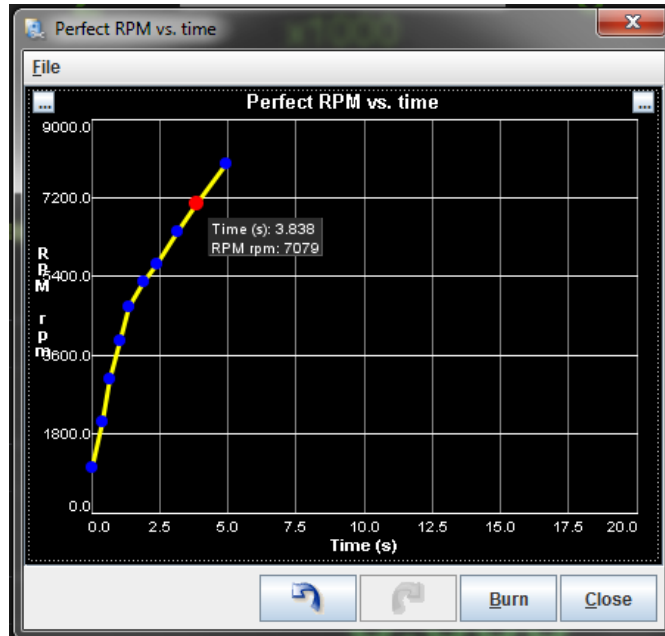 x1000
Perfect RPM vs. time
File
...
Perfect RPM vs. time
...
9000.0
7200.0
5400.0
3600.0
1800.0
0.0
RPM rpm
Time (s): 3.838
RPM rpm: 7079
0.0 2.5 5.0 7.5 10.0 12.5 15.0 17.5 20.0
Time (s)
Burn Close